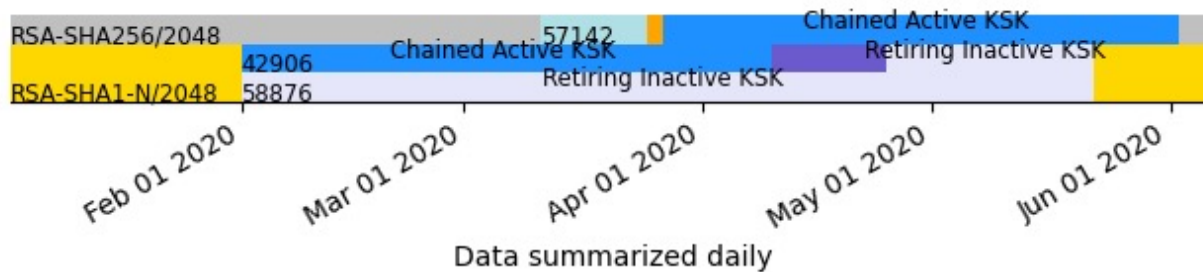 RSA-SHA256/2048 57142 Chained Active KSK
42906 Chained Active KSK Retiring Inactive KSK
RSA-SHA1-N/2048 58876 Retiring Inactive KSK
Feb 01 2020 Mar 01 2020 Apr 01 2020 May 01 2020 Jun 01 2020
Data summarized daily